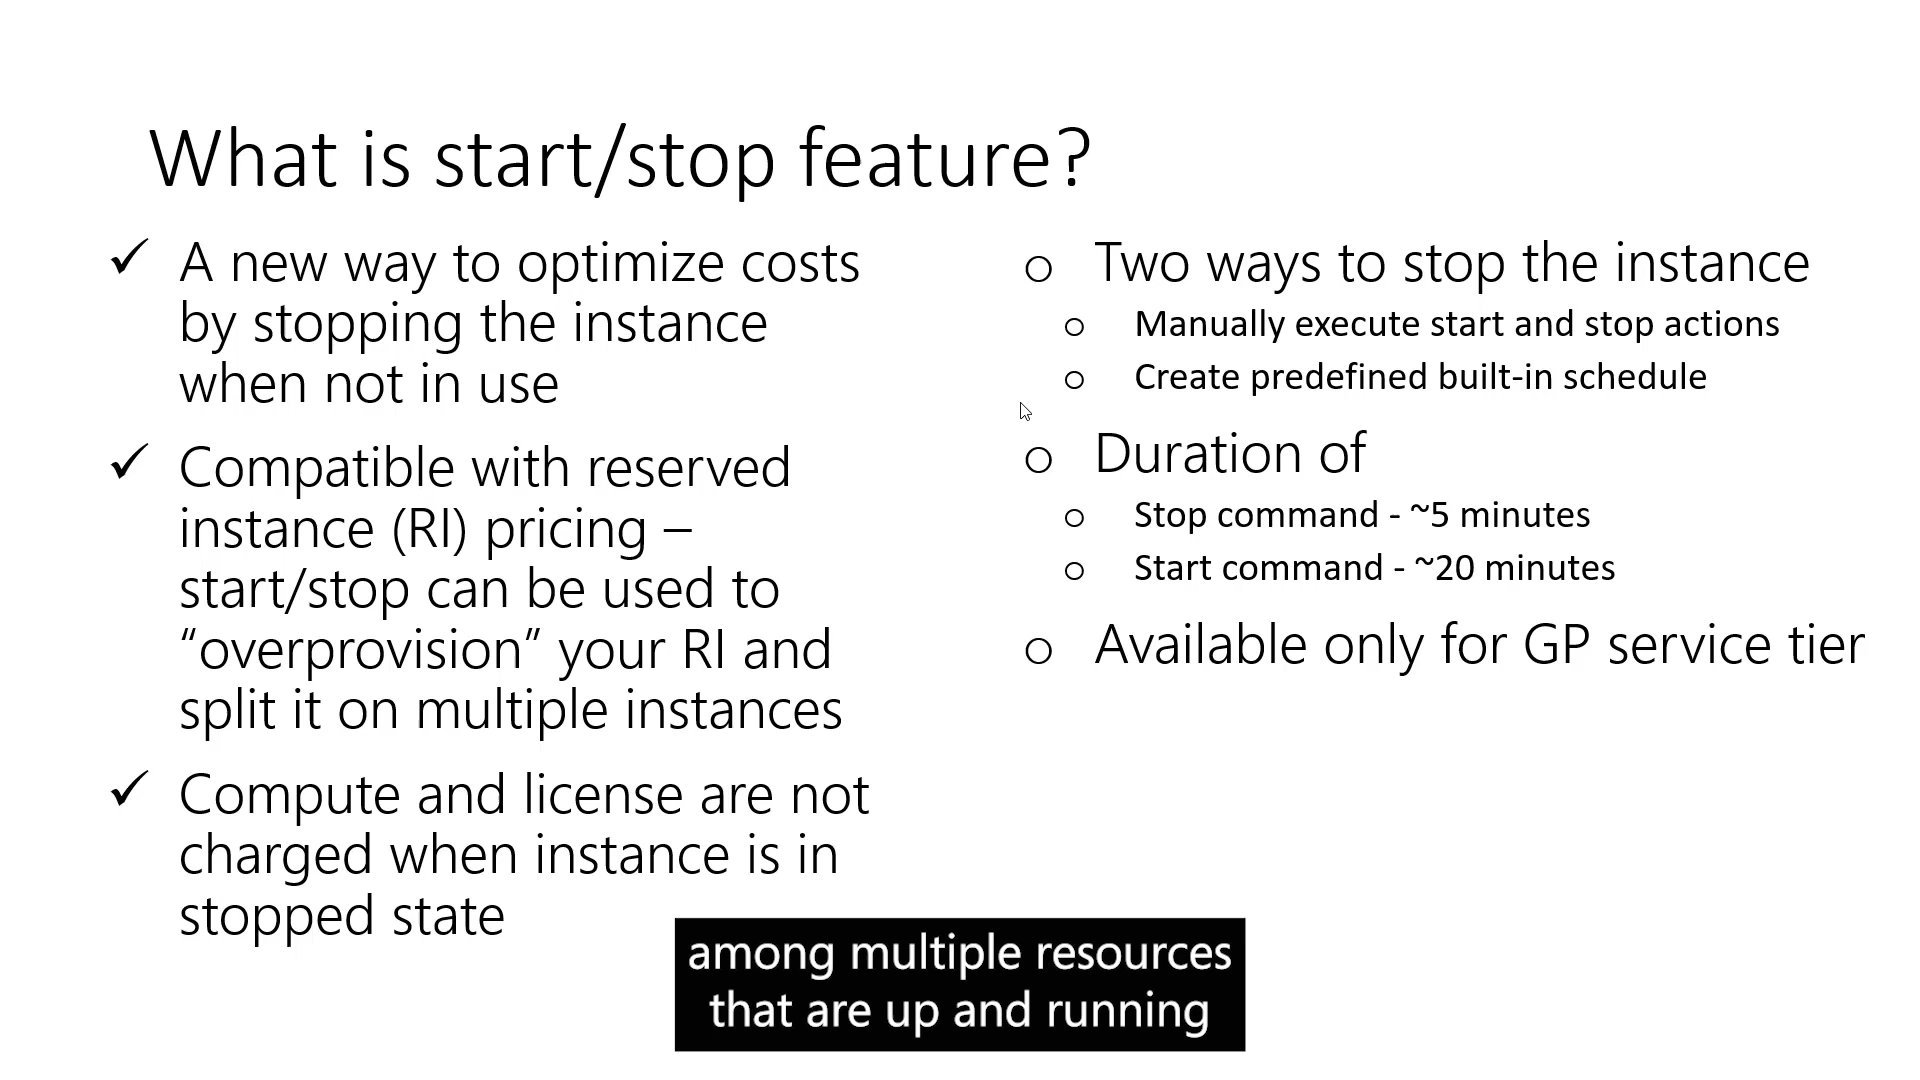 What is start/stop feature?
✓ A new way to optimize costs
by stopping the instance
when not in use
✓ Compatible with reserved
instance (RI) pricing –
start/stop can be used to
“overprovision” your RI and
split it on multiple instances
✓ Compute and license are not
charged when instance is in
stopped state
o Two ways to stop the instance
o Manually execute start and stop actions
o Create predefined built-in schedule
o Duration of
o Stop command - ~5 minutes
o Start command - ~20 minutes
o Available only for GP service tier
among multiple resources
that are up and running